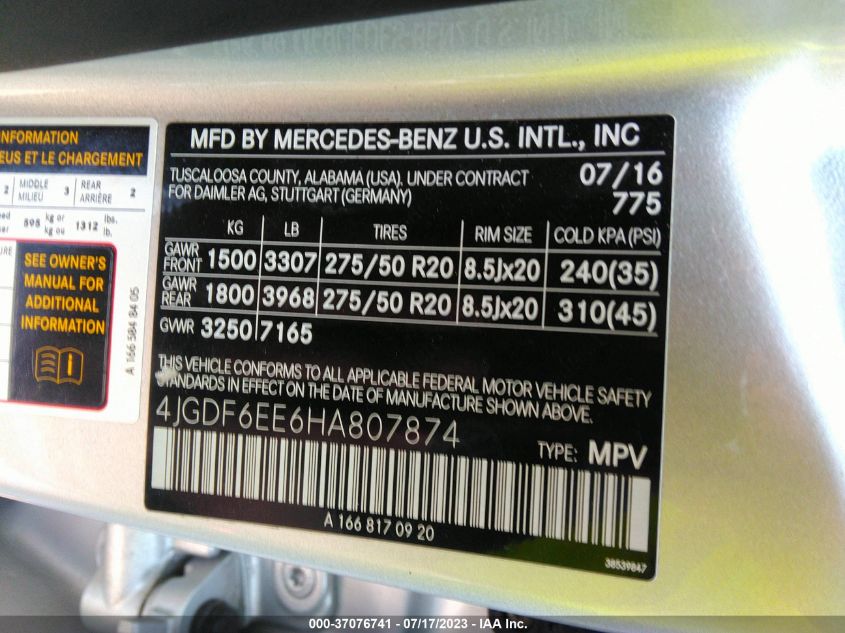 MFD BY MERCEDES-BENZ U.S. INTL., INC
TUSCALOOSA COUNTY, ALABAMA (USA). UNDER CONTRACT 07/16
FOR DAIMLER AG, STUTTGART (GERMANY) 775
KG LB TIRES RIM SIZE COLD KPA (PSI)
GAWR FRONT 1500 3307 275/50 R20 8.5Jx20 240(35)
GAWR REAR 1800 3968 275/50 R20 8.5Jx20 310(45)
GVWR 3250 7165
THIS VEHICLE CONFORMS TO ALL APPLICABLE FEDERAL MOTOR VEHICLE SAFETY
STANDARDS IN EFFECT ON THE DATE OF MANUFACTURE SHOWN ABOVE.
4JGDF6EE6HA807874
TYPE: MPV
A 166 817 09 20
38539847
INFORMATION
ET LE CHARGEMENT
2 MIDDLE 3 REAR 2
MILIEU ARRIÈRE
595 kg or 1312 lbs.
kg ou lb.
SEE OWNER'S
MANUAL FOR
ADDITIONAL
INFORMATION
A 166 584 84 05
000-37076741 - 07/17/2023 - IAA Inc.